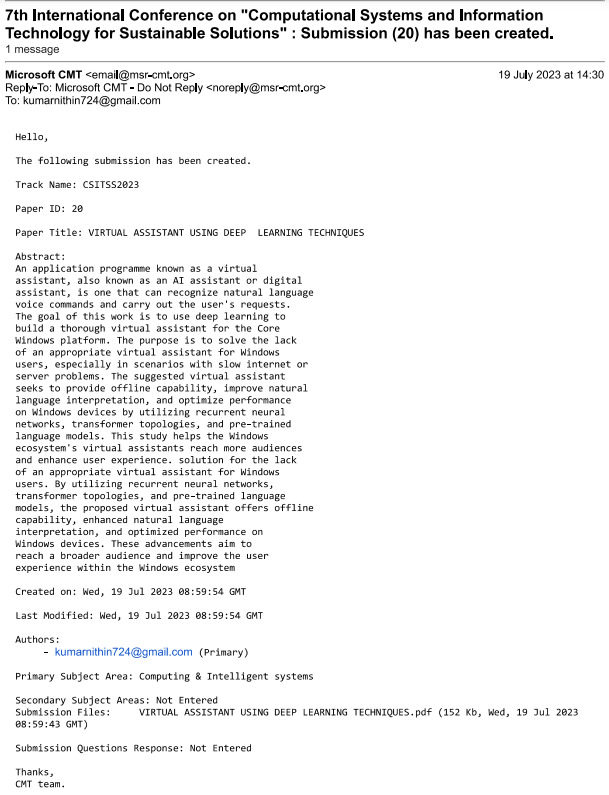 7th International Conference on "Computational Systems and Information
Technology for Sustainable Solutions" : Submission (20) has been created.
1 message
Microsoft CMT <email@msr-cmt.org> 19 July 2023 at 14:30
Reply-To: Microsoft CMT - Do Not Reply <noreply@msr-cmt.org>
To: kumarnithin724@gmail.com
Hello,
The following submission has been created.
Track Name: CSITSS2023
Paper ID: 20
Paper Title: VIRTUAL ASSISTANT USING DEEP  LEARNING TECHNIQUES
Abstract:
An application programme known as a virtual
assistant, also known as an AI assistant or digital
assistant, is one that can recognize natural language
voice commands and carry out the user's requests.
The goal of this work is to use deep learning to
build a thorough virtual assistant for the Core
Windows platform. The purpose is to solve the lack
of an appropriate virtual assistant for Windows
users, especially in scenarios with slow internet or
server problems. The suggested virtual assistant
seeks to provide offline capability, improve natural
language interpretation, and optimize performance
on Windows devices by utilizing recurrent neural
networks, transformer topologies, and pre-trained
language models. This study helps the Windows
ecosystem's virtual assistants reach more audiences
and enhance user experience. solution for the lack
of an appropriate virtual assistant for Windows
users. By utilizing recurrent neural networks,
transformer topologies, and pre-trained language
models, the proposed virtual assistant offers offline
capability, enhanced natural language
interpretation, and optimized performance on
Windows devices. These advancements aim to
reach a broader audience and improve the user
experience within the Windows ecosystem
Created on: Wed, 19 Jul 2023 08:59:54 GMT
Last Modified: Wed, 19 Jul 2023 08:59:54 GMT
Authors:
- kumarnithin724@gmail.com (Primary)
Primary Subject Area: Computing & Intelligent systems
Secondary Subject Areas: Not Entered
Submission Files: VIRTUAL ASSISTANT USING DEEP LEARNING TECHNIQUES.pdf (152 Kb, Wed, 19 Jul 2023
08:59:43 GMT)
Submission Questions Response: Not Entered
Thanks,
CMT team.